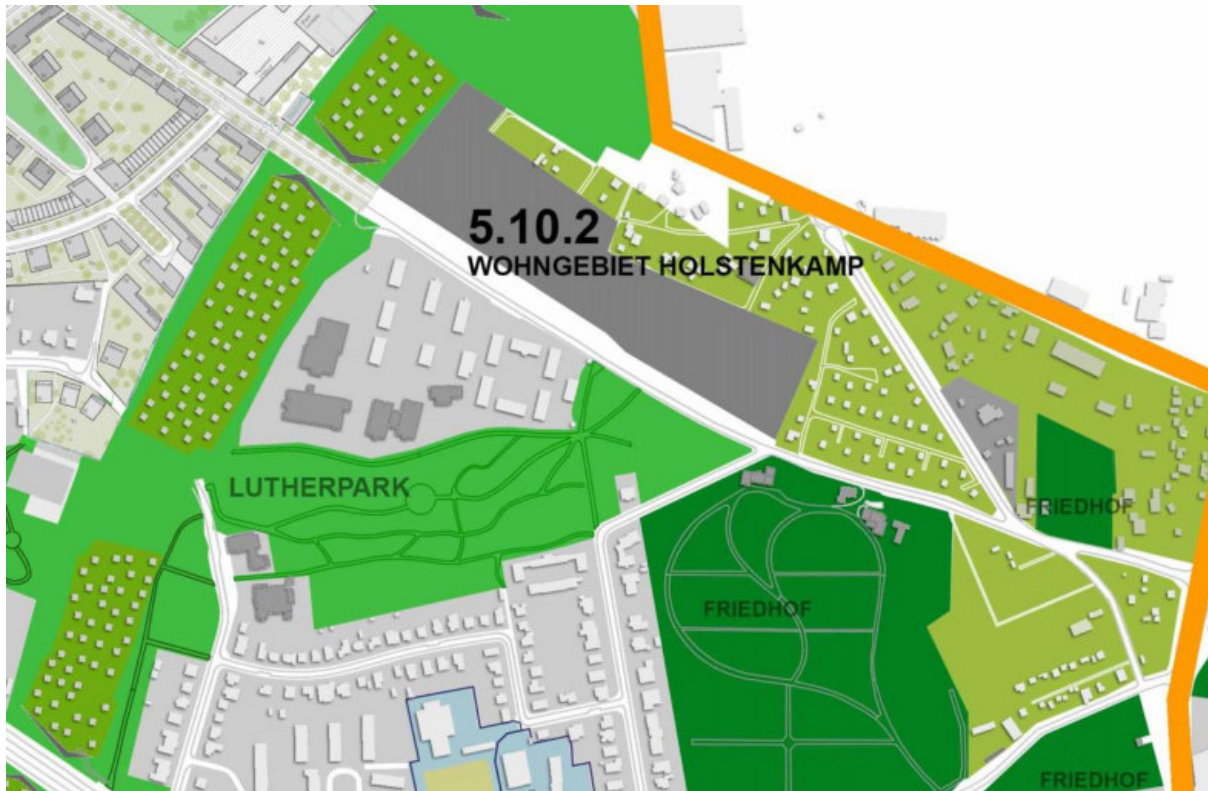 5.10.2
WOHNGEBIET HOLSTENKAMP
LUTHERPARK
FRIEDHOF
FRIEDHOF
FRIEDHOF